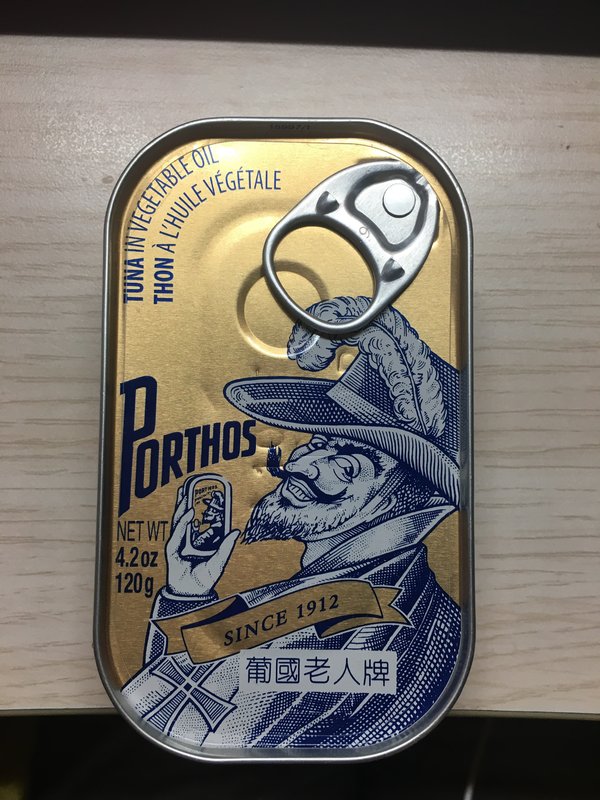 TUNA IN VEGETABLE OIL
THON À L'HUILE VÉGÉTALE
PORTHOS
NET WT
4.2oz
120g
PORTHOS
SINCE 1912
葡國老人牌